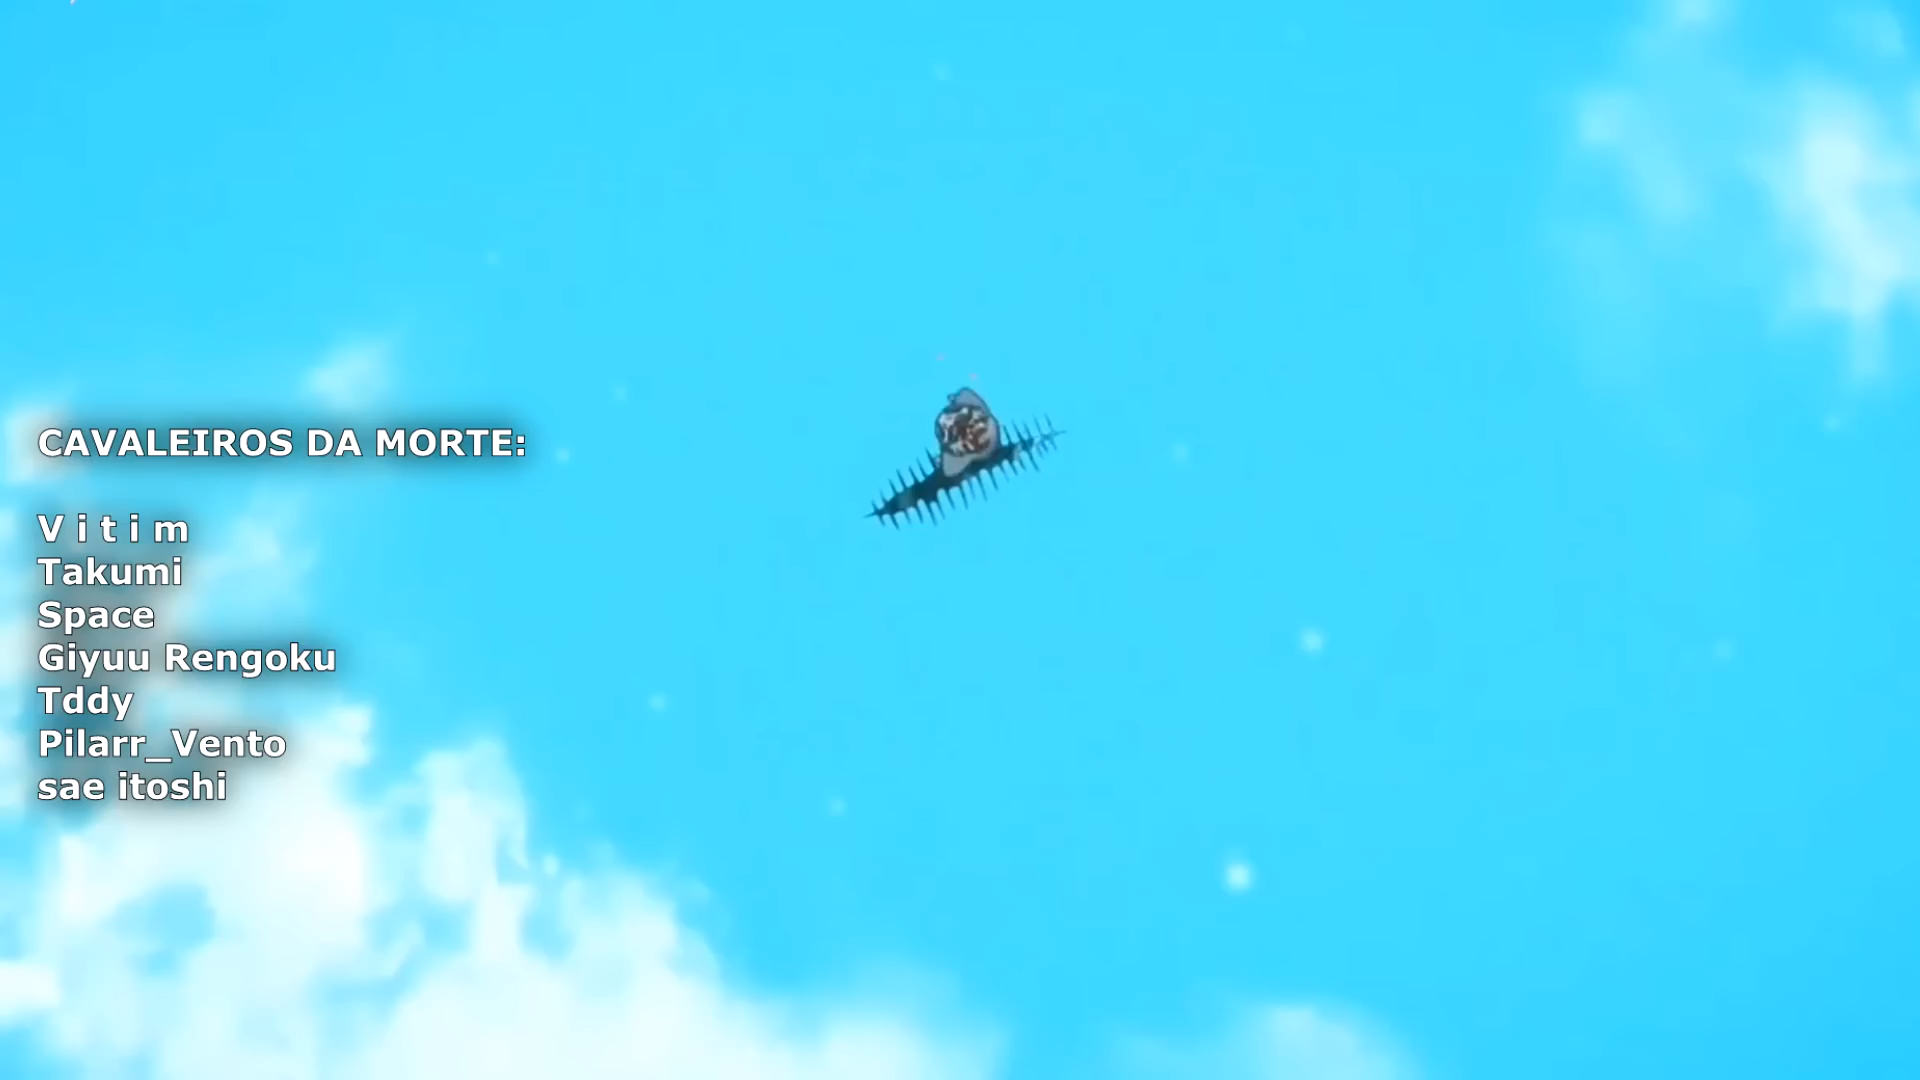 CAVALEIROS DA MORTE:
V i t i m
Takumi
Space
Giyuu Rengoku
Tddy
Pilarr_Vento
sae itoshi